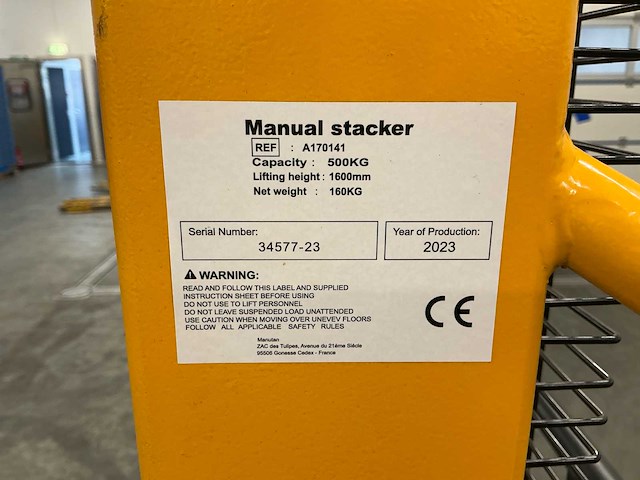 Manual stacker
REF : A170141
Capacity : 500KG
Lifting height : 1600mm
Net weight : 160KG
Serial Number:
34577-23
Year of Production:
2023
⚠ WARNING:
READ AND FOLLOW THIS LABEL AND SUPPLIED
INSTRUCTION SHEET BEFORE USING
DO NOT USE TO LIFT PERSONNEL
DO NOT LEAVE SUSPENDED LOAD UNATTENDED
USE CAUTION WHEN MOVING OVER UNEVEV FLOORS
FOLLOW ALL APPLICABLE SAFETY RULES
CE
Manutan
ZAC des Tulipes, Avenue du 21ème Siècle
95506 Gonesse Cedex - France